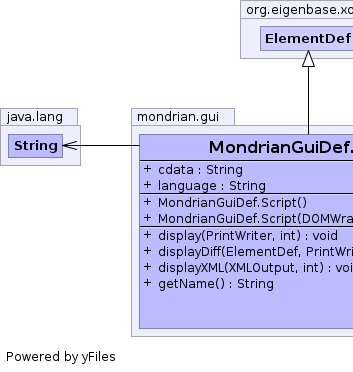 org.eigenbase.xo
ElementDef
java.lang
String
mondrian.gui
MondrianGuiDef.
+ cdata : String
+ language : String
+ MondrianGuiDef.Script()
+ MondrianGuiDef.Script(DOMWra
+ display(PrintWriter, int) : void
+ displayDiff(ElementDef, PrintWri
+ displayXML(XMLOutput, int) : voi
+ getName() : String
Powered by yFiles